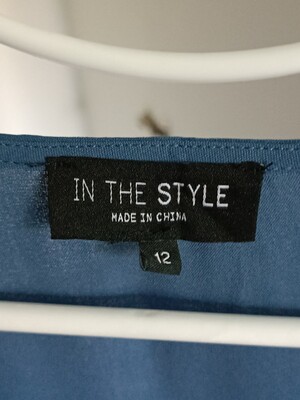 IN THE STYLE
MADE IN CHINA
12